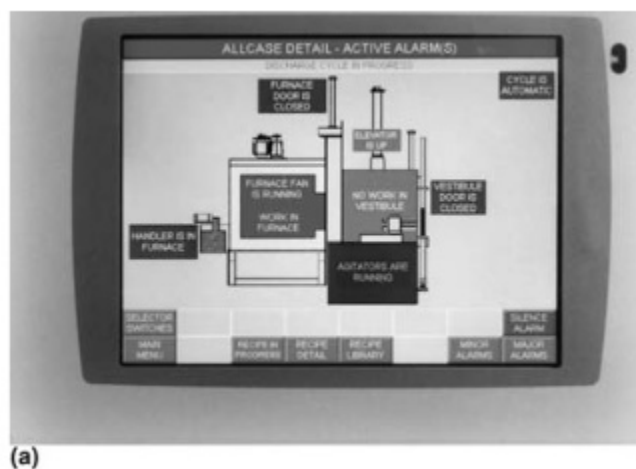 ALLCASE DETAIL - ACTIVE ALARM(S)
DISCHARGE CYCLE IN PROGRESS
FURNACE
DOOR IS
CLOSED
CYCLE IS
AUTOMATIC
ELEVATOR
IS UP
FURNACE FAN
IS RUNNING
WORK IN
FURNACE
NO WORK IN
VESTIBULE
VESTIBULE
DOOR IS
CLOSED
HANDLER IS IN
FURNACE
AGITATORS ARE
RUNNING
SELECTOR
SWITCHES
SILENCE
ALARM
MAIN
MENU
RECIPE IN
PROGRESS
RECIPE
DETAIL
RECIPE
LIBRARY
MINOR
ALARMS
MAJOR
ALARMS
(a)